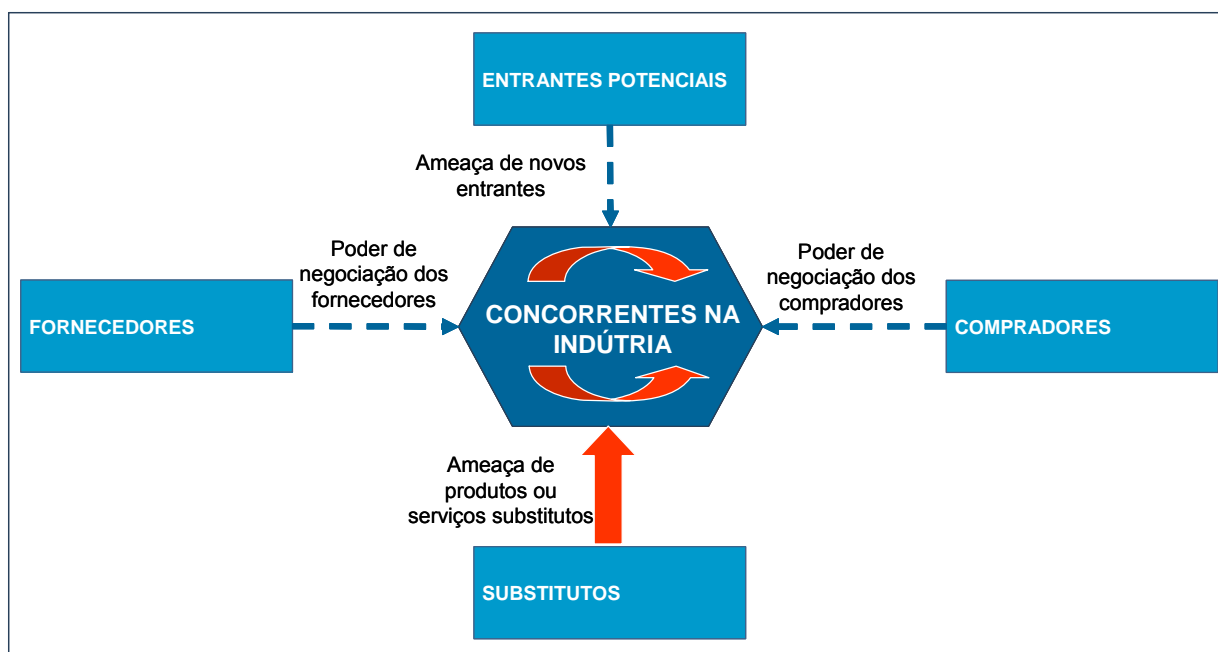 ENTRANTES POTENCIAIS
Ameaça de novos
entrantes
Poder de
negociação dos
fornecedores
Poder de
negociação dos
compradores
FORNECEDORES
CONCORRENTES NA
INDÚTRIA
COMPRADORES
Ameaça de
produtos ou
serviços substitutos
SUBSTITUTOS